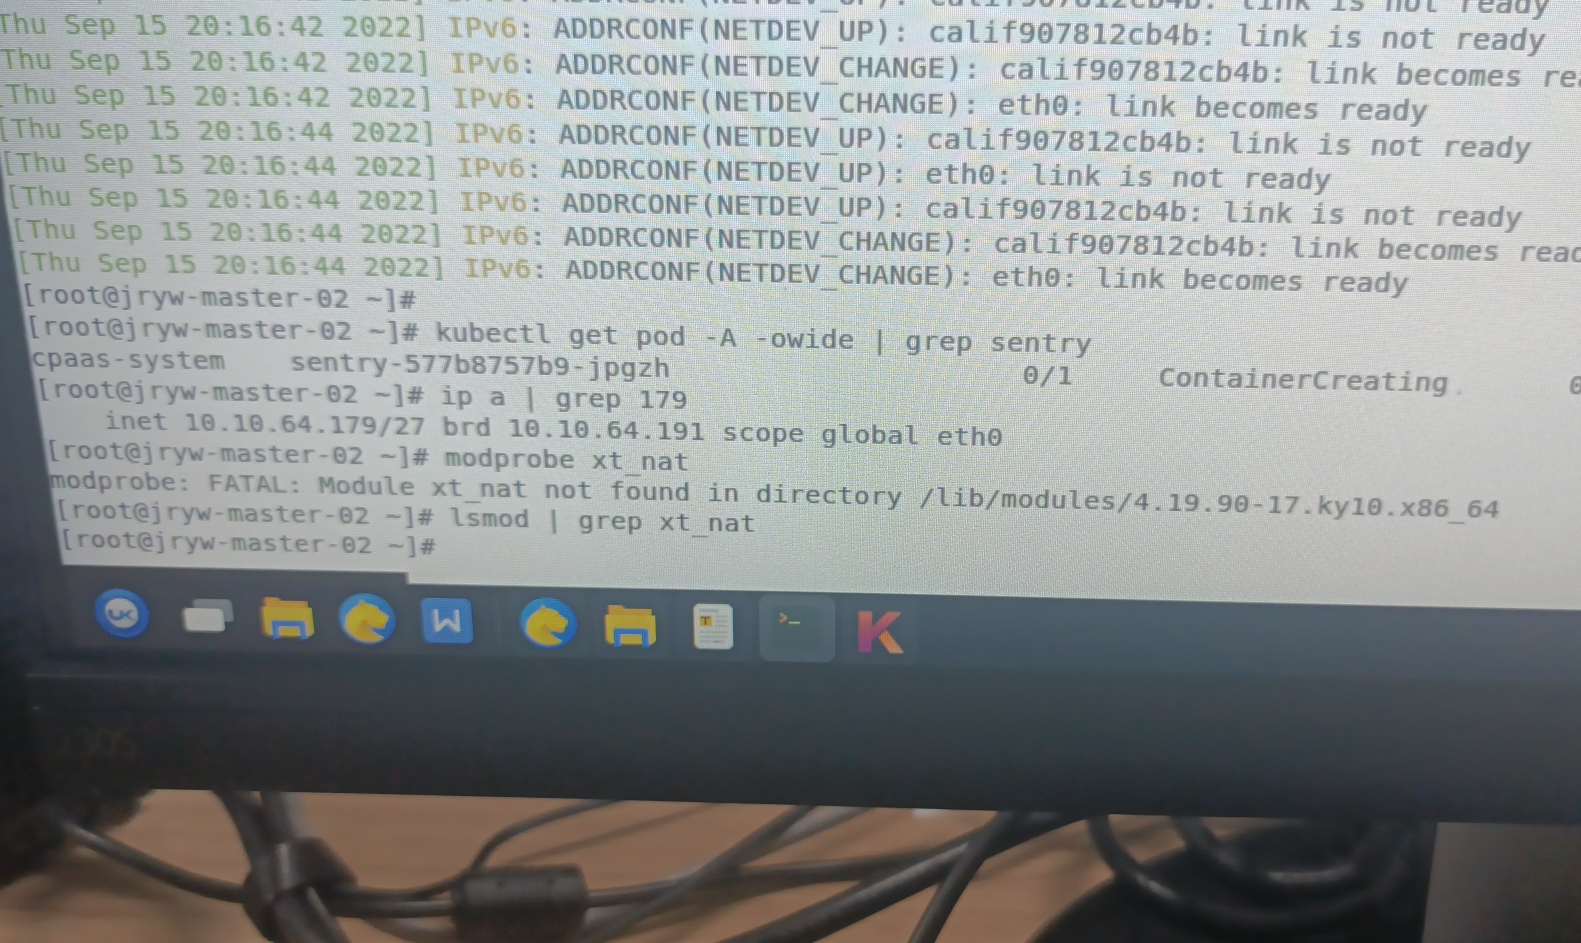 Thu Sep 15 20:16:42 2022] IPv6: ADDRCONF(NETDEV_UP): calif907812cb4b: link is not ready
Thu Sep 15 20:16:42 2022] IPv6: ADDRCONF(NETDEV_CHANGE): calif907812cb4b: link becomes rea
Thu Sep 15 20:16:42 2022] IPv6: ADDRCONF(NETDEV_CHANGE): eth0: link becomes ready
[Thu Sep 15 20:16:44 2022] IPv6: ADDRCONF(NETDEV_UP): calif907812cb4b: link is not ready
[Thu Sep 15 20:16:44 2022] IPv6: ADDRCONF(NETDEV_UP): eth0: link is not ready
[Thu Sep 15 20:16:44 2022] IPv6: ADDRCONF(NETDEV_UP): calif907812cb4b: link is not ready
[Thu Sep 15 20:16:44 2022] IPv6: ADDRCONF(NETDEV_CHANGE): calif907812cb4b: link becomes read
[Thu Sep 15 20:16:44 2022] IPv6: ADDRCONF(NETDEV_CHANGE): eth0: link becomes ready
[root@jryw-master-02 ~]#
[root@jryw-master-02 ~]# kubectl get pod -A -owide | grep sentry
cpaas-system sentry-577b8757b9-jpgzh 0/1 ContainerCreating 0
[root@jryw-master-02 ~]# ip a | grep 179
inet 10.10.64.179/27 brd 10.10.64.191 scope global eth0
[root@jryw-master-02 ~]# modprobe xt_nat
modprobe: FATAL: Module xt_nat not found in directory /lib/modules/4.19.90-17.ky10.x86_64
[root@jryw-master-02 ~]# lsmod | grep xt_nat
[root@jryw-master-02 ~]#